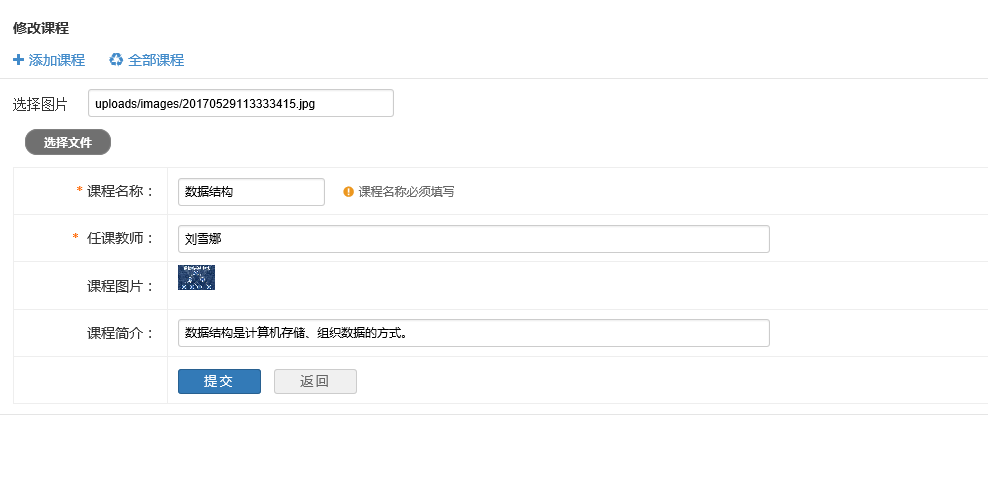 修改课程
添加课程 全部课程
选择图片 uploads/images/20170529113333415.jpg
选择文件
* 课程名称： 数据结构 课程名称必须填写
* 任课教师： 刘雪娜
课程图片：
课程简介： 数据结构是计算机存储、组织数据的方式。
提交 返回